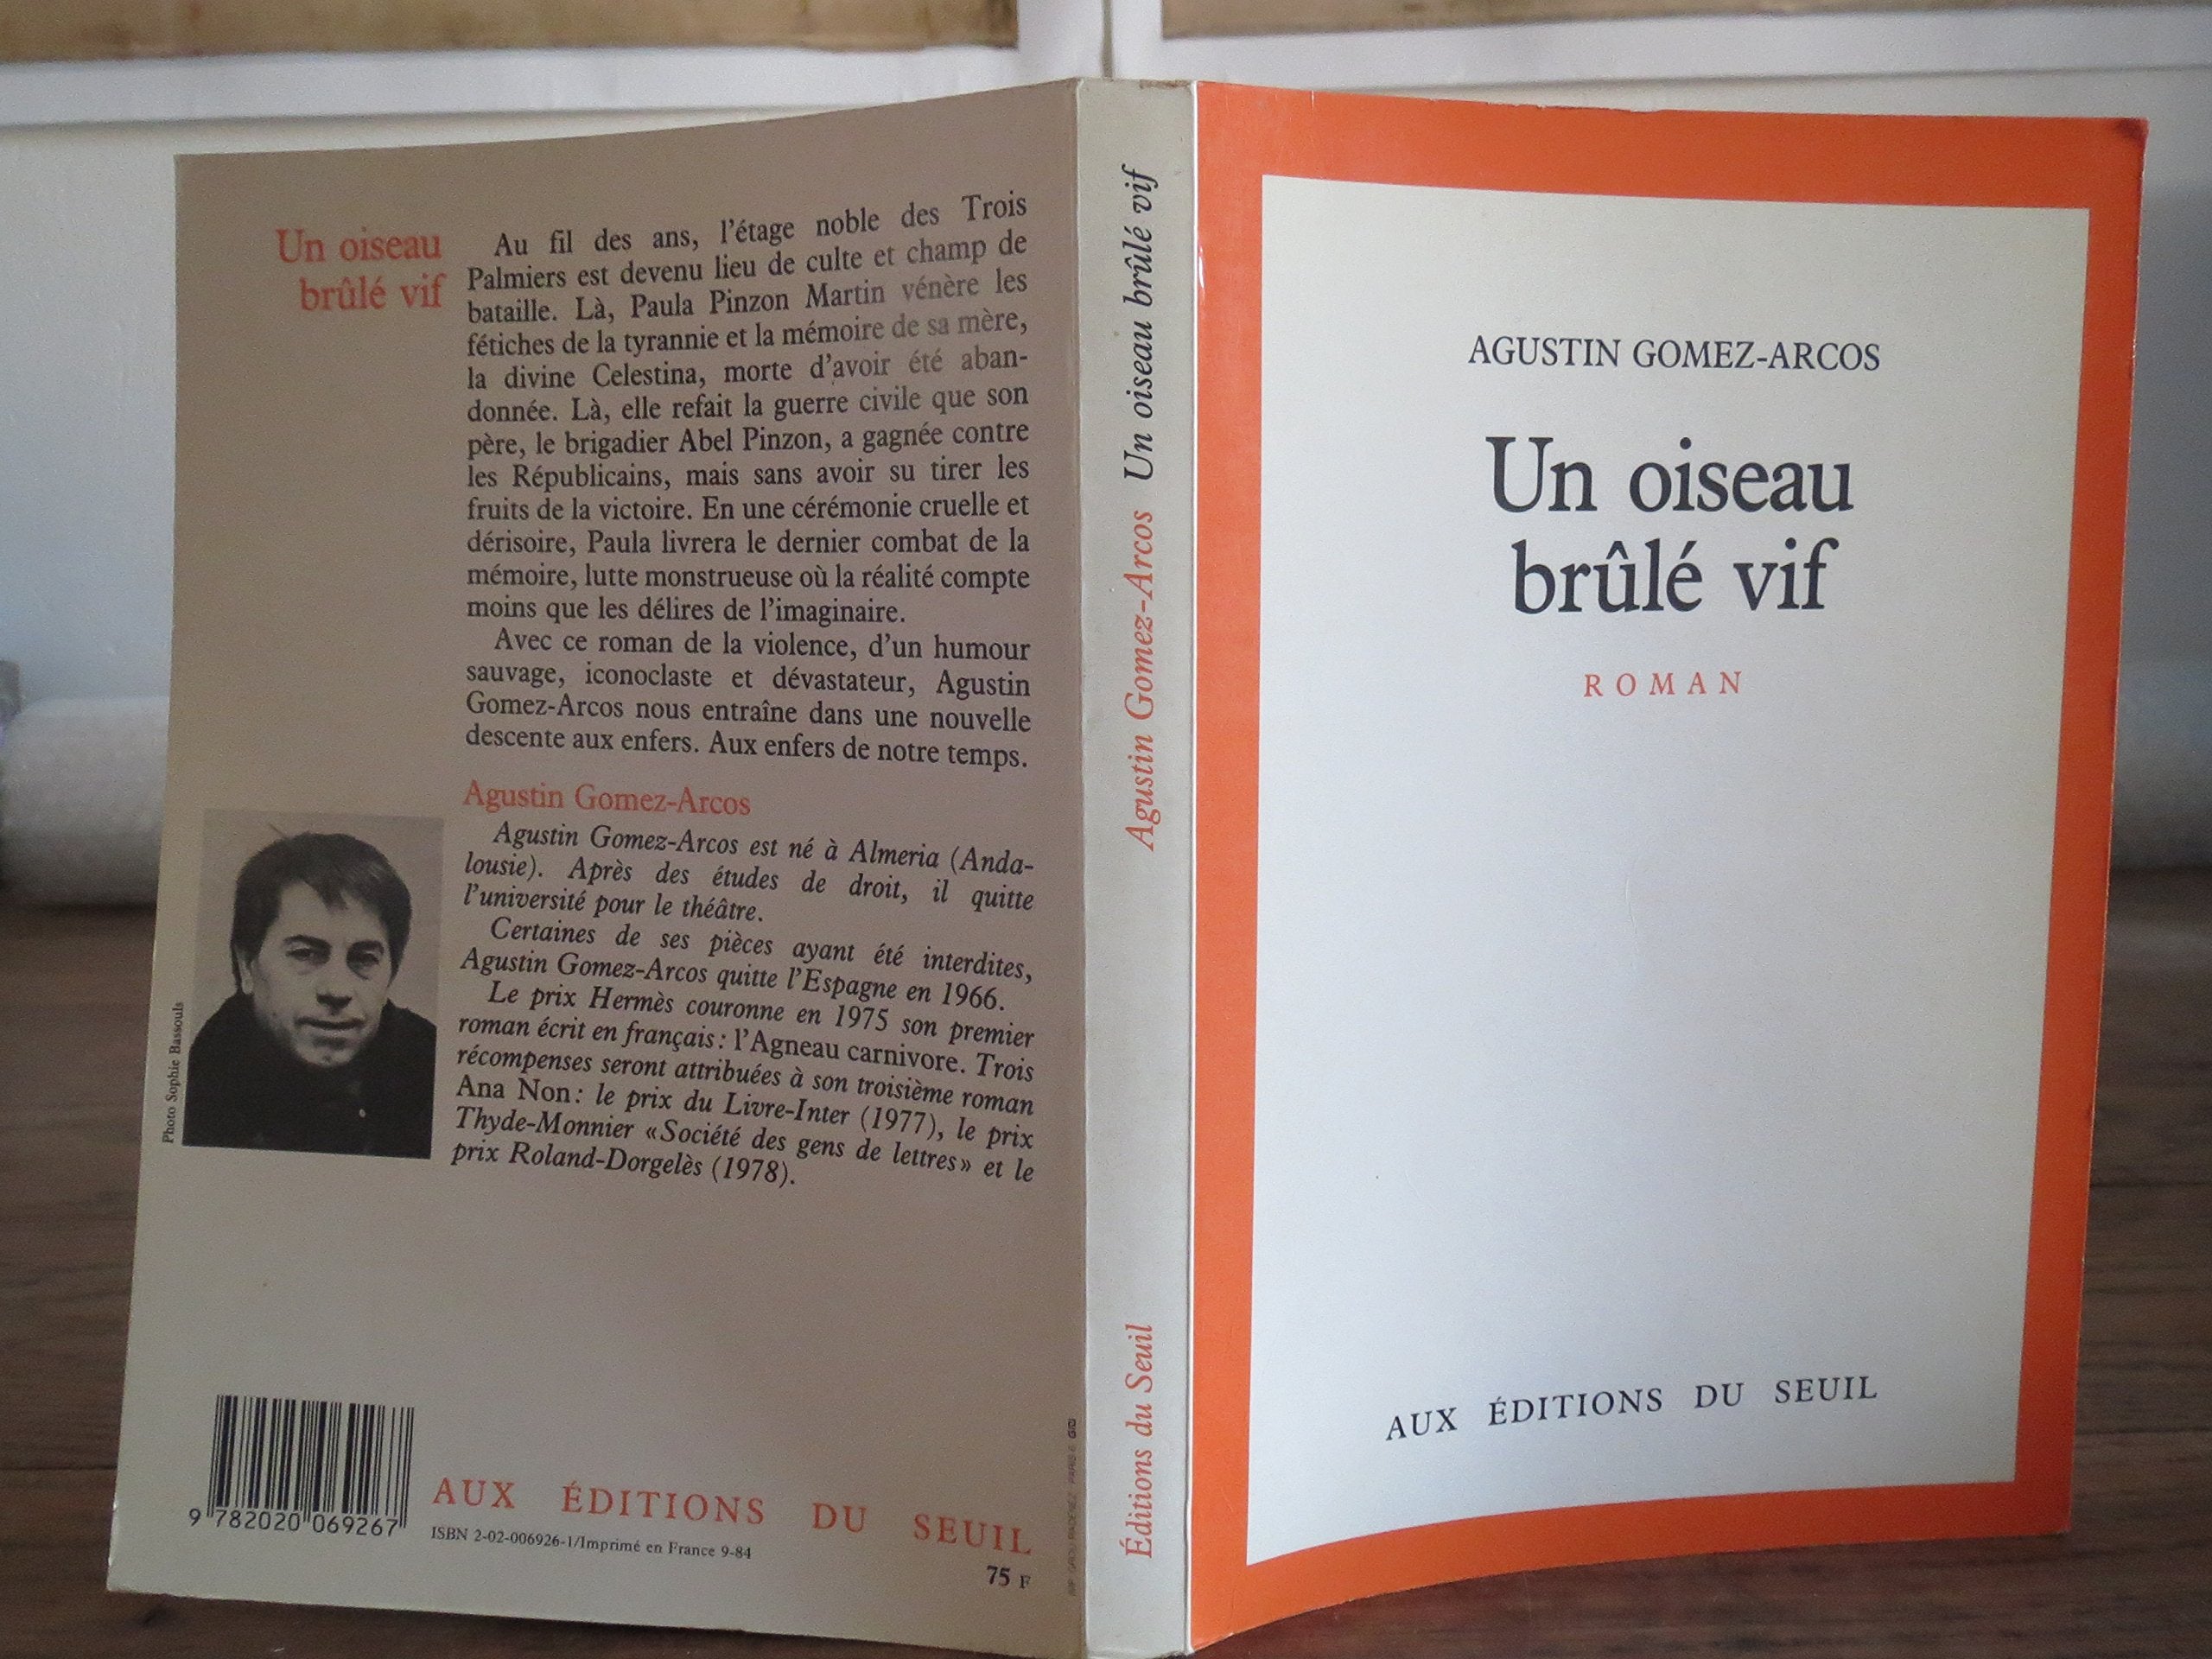 Un oiseau
brûlé vif
Au fil des ans, l'étage noble des Trois
Palmiers est devenu lieu de culte et champ de
bataille. Là, Paula Pinzon Martin vénère les
fétiches de la tyrannie et la mémoire de sa mère,
la divine Celestina, morte d'avoir été aban-
donnée. Là, elle refait la guerre civile que son
père, le brigadier Abel Pinzon, a gagnée contre
les Républicains, mais sans avoir su tirer les
fruits de la victoire. En une cérémonie cruelle et
dérisoire, Paula livrera le dernier combat de la
mémoire, lutte monstrueuse où la réalité compte
moins que les délires de l'imaginaire.
Avec ce roman de la violence, d'un humour
sauvage, iconoclaste et dévastateur, Agustin
Gomez-Arcos nous entraîne dans une nouvelle
descente aux enfers. Aux enfers de notre temps.
Agustin Gomez-Arcos
Agustin Gomez-Arcos est né à Almeria (Anda-
lousie). Après des études de droit, il quitte
l'université pour le théâtre.
Certaines de ses pièces ayant été interdites,
Agustin Gomez-Arcos quitte l'Espagne en 1966.
Le prix Hermès couronne en 1975 son premier
roman écrit en français : l'Agneau carnivore. Trois
récompenses seront attribuées à son troisième roman
Ana Non : le prix du Livre-Inter (1977), le prix
Thyde-Monnier «Société des gens de lettres» et le
prix Roland-Dorgelès (1978).
Photo Sophie Bassouls
9 782020 069267
AUX ÉDITIONS DU SEUIL
ISBN 2-02-006926-1/Imprimé en France 9-84
75 F
Agustin Gomez-Arcos Un oiseau brûlé vif
Éditions du Seuil
AGUSTIN GOMEZ-ARCOS
Un oiseau
brûlé vif
ROMAN
AUX ÉDITIONS DU SEUIL